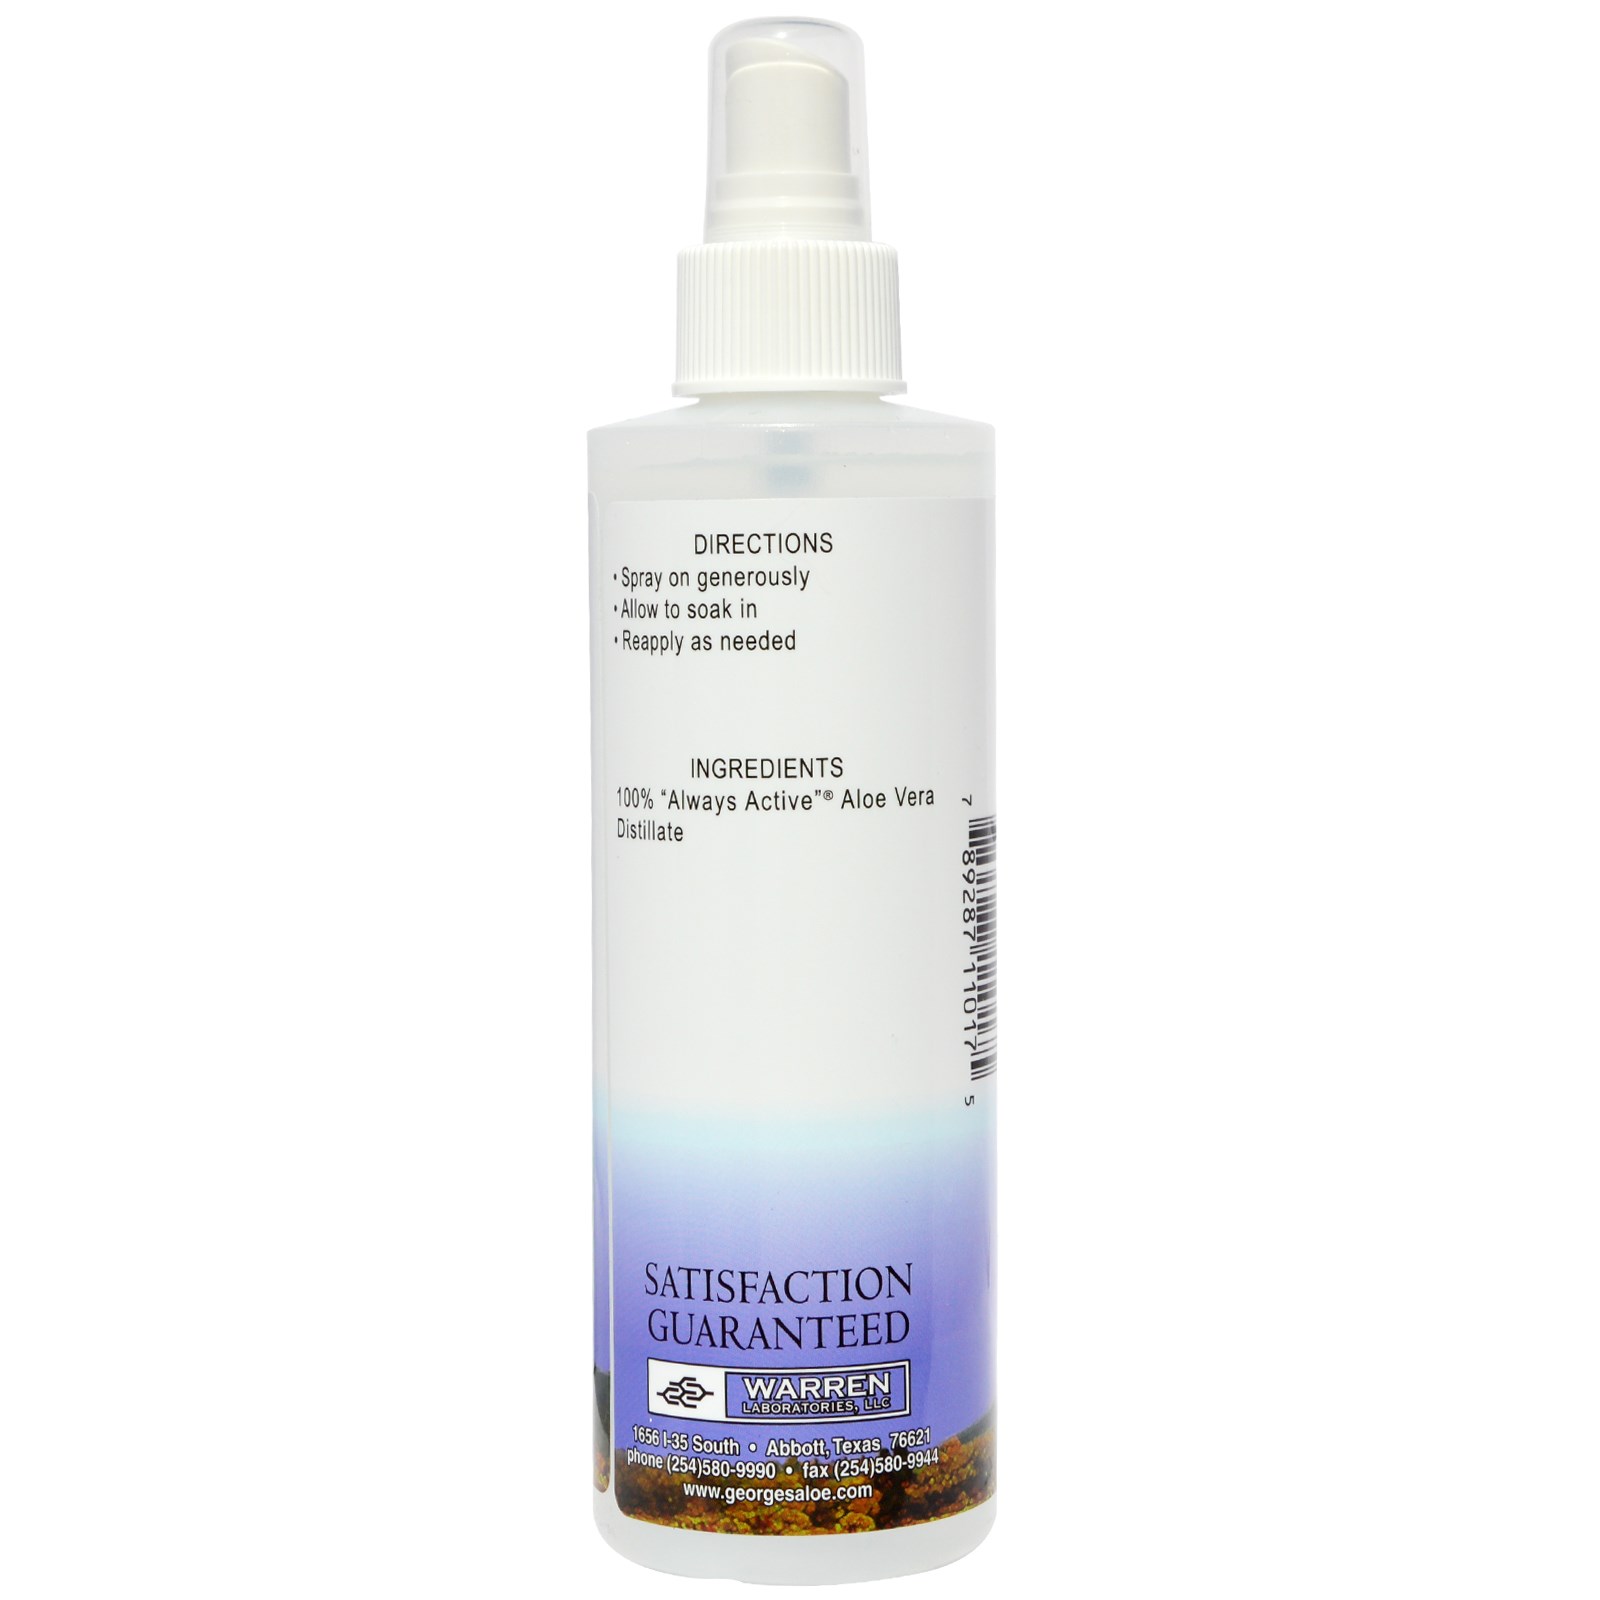 DIRECTIONS
• Spray on generously
• Allow to soak in
• Reapply as needed
INGREDIENTS
100% “Always Active”® Aloe Vera
Distillate
7 89287 11017 5
SATISFACTION
GUARANTEED
WARREN
LABORATORIES, LLC
1656 I-35 South • Abbott, Texas 76621
phone (254)580-9990 • fax (254)580-9944
www.georgesaloe.com